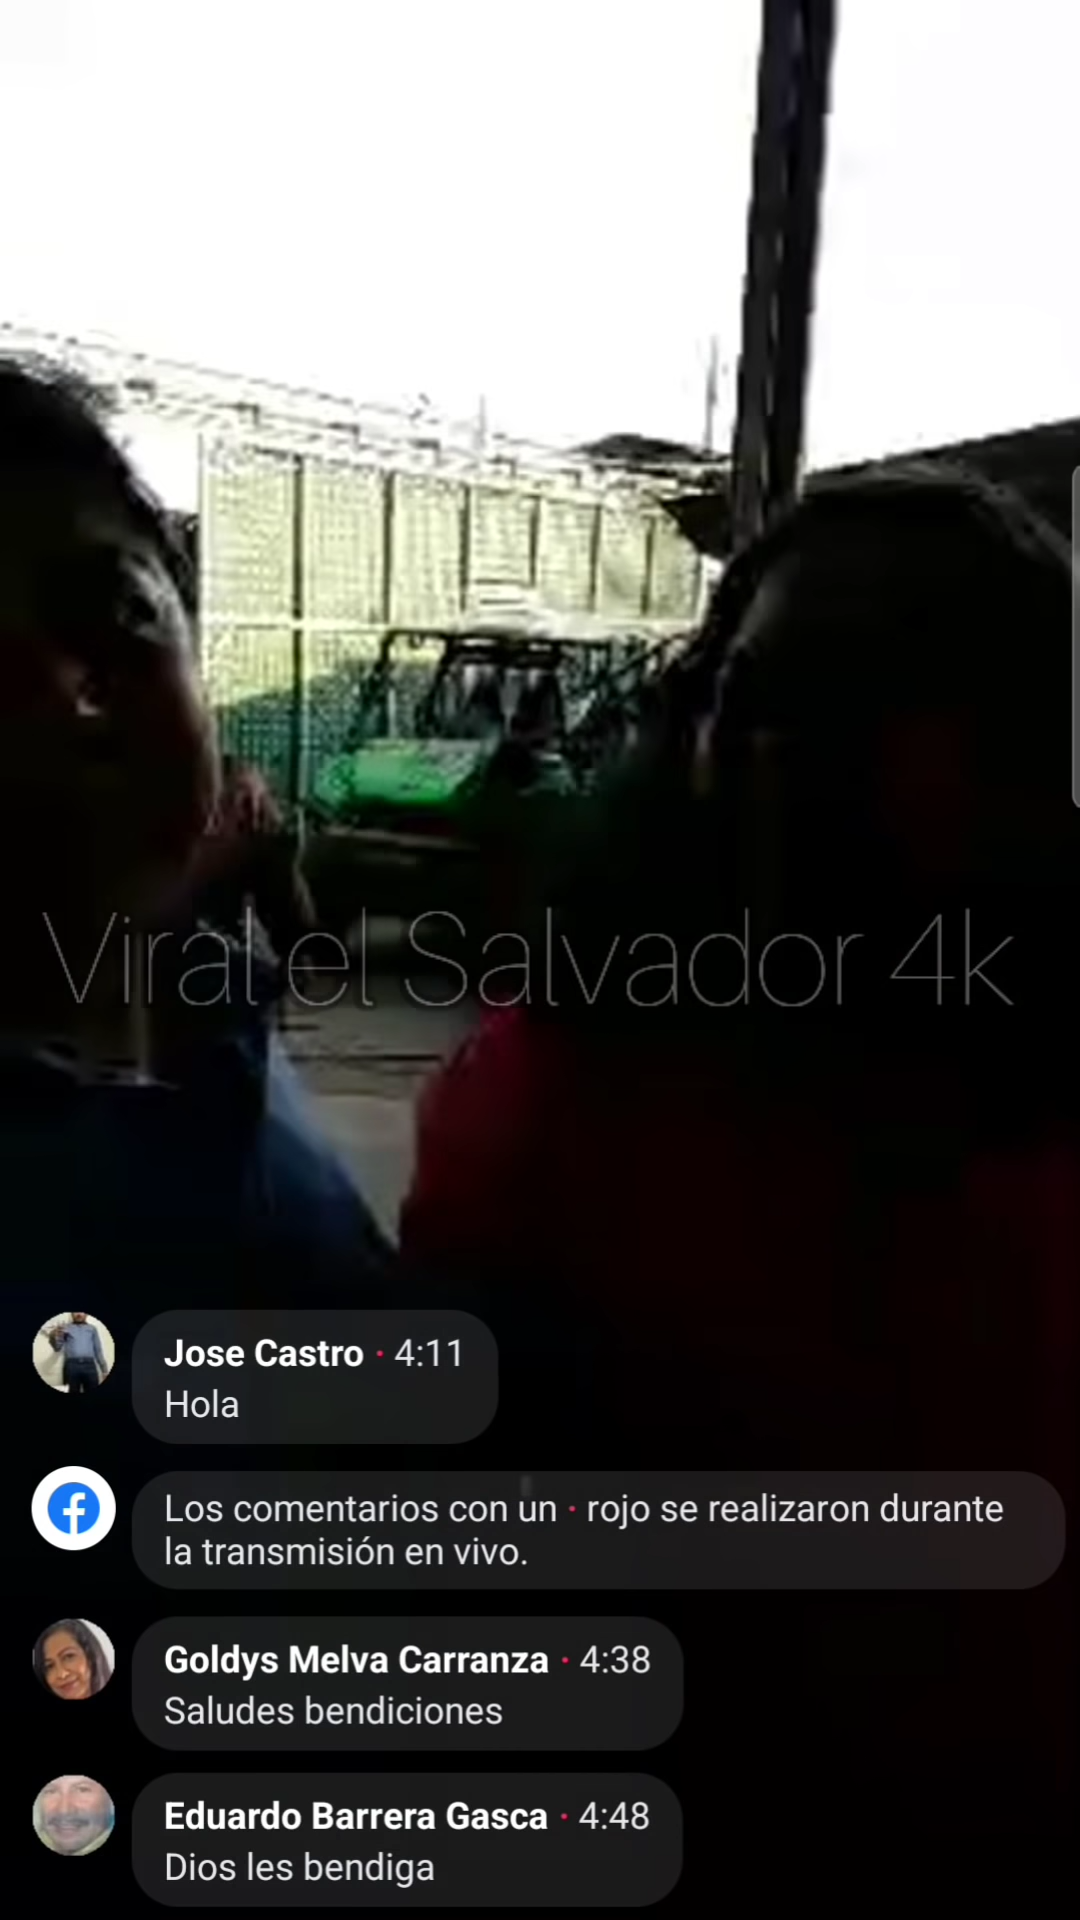 Viral el Salvador 4k
Jose Castro · 4:11
Hola
Los comentarios con un · rojo se realizaron durante
la transmisión en vivo.
Goldys Melva Carranza · 4:38
Saludes bendiciones
Eduardo Barrera Gasca · 4:48
Dios les bendiga